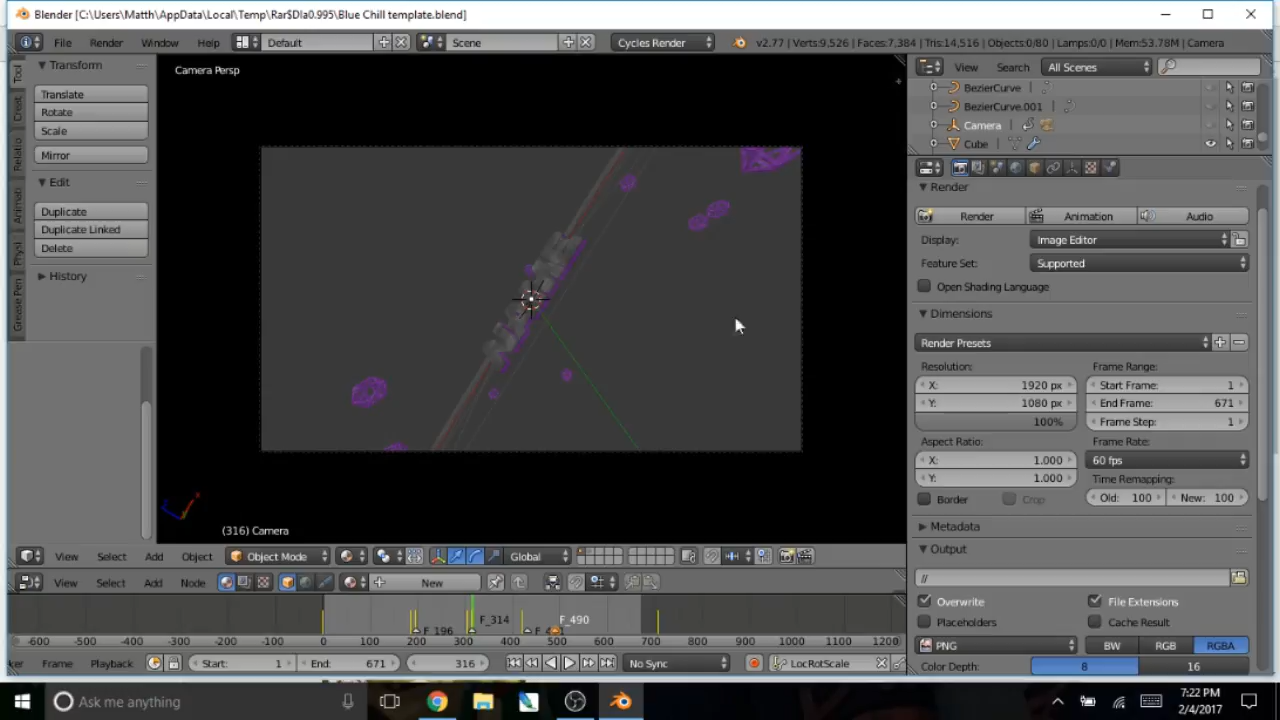 Blender [C:\Users\Matth\AppData\Local\Temp\Rar$DIa0.995\Blue Chill template.blend]
File Render Window Help Default Scene Cycles Render v2.77 | Verts:9,526 | Faces:7,384 | Tris:14,516 | Objects:0/80 | Lamps:0/0 | Mem:53.78M | Camera
Transform
Translate
Rotate
Scale
Mirror
Edit
Duplicate
Duplicate Linked
Delete
History
Tool
Creat
Relatio
Animati
Physi
Grease Pen
Camera Persp
(316) Camera
View Search All Scenes
BezierCurve
BezierCurve.001
Camera
Cube
Render
Render Animation Audio
Display: Image Editor
Feature Set: Supported
Open Shading Language
Dimensions
Render Presets
Resolution: Frame Range:
X: 1920 px Start Frame: 1
Y: 1080 px End Frame: 671
100% Frame Step: 1
Aspect Ratio: Frame Rate:
X: 1.000 60 fps
Y: 1.000 Time Remapping:
Border Crop Old: 100 New: 100
Metadata
Output
//
Overwrite File Extensions
Placeholders Cache Result
PNG BW RGB RGBA
Color Depth: 8 16
View Select Add Object Object Mode Global
View Select Add Node New
F_196 F_314 F_490
-600 -500 -400 -300 -200 -100 0 100 200 300 400 500 600 700 800 900 1000 1100 1200
ker Frame Playback Start: 1 End: 671 316 No Sync LocRotScale
Ask me anything
7:22 PM
2/4/2017